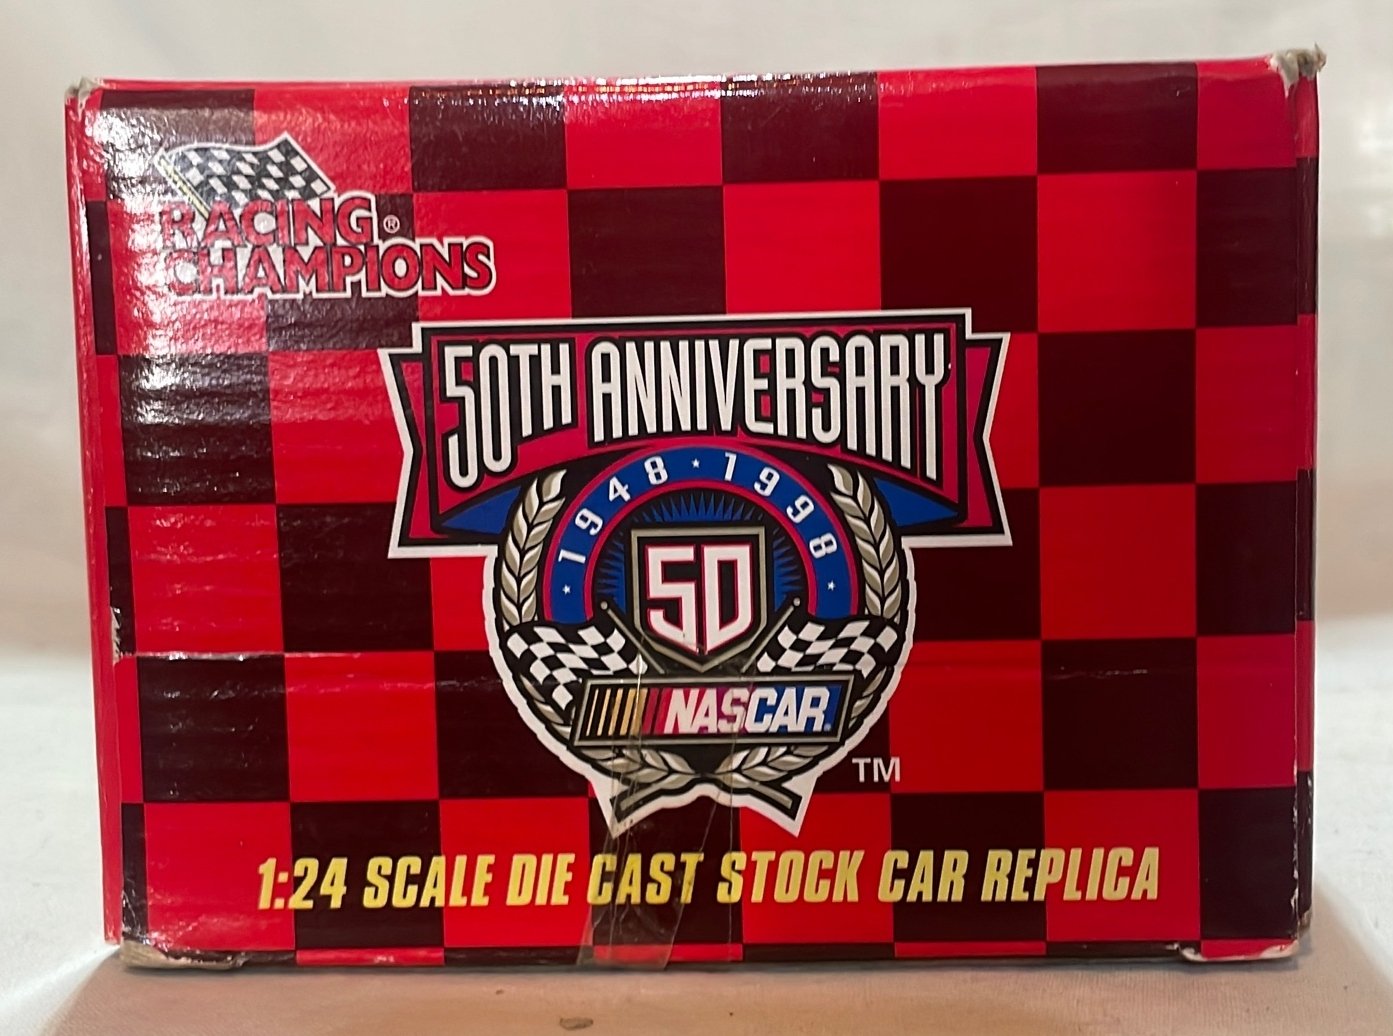 RACING®
CHAMPIONS
50TH ANNIVERSARY
· 1948 · 1998 ·
50
NASCAR.
TM
1:24 SCALE DIE CAST STOCK CAR REPLICA